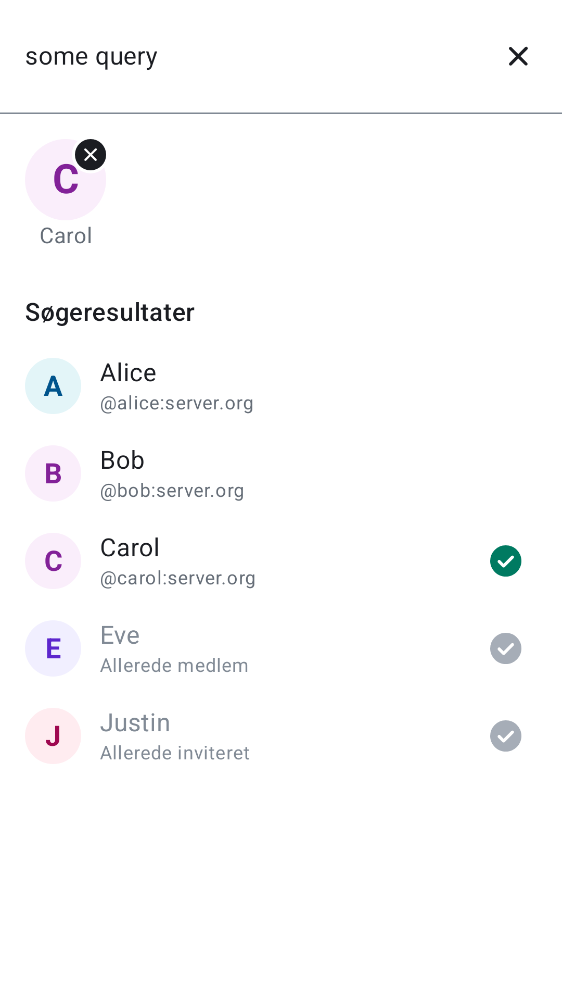 some query
C
Carol
Søgeresultater
A
Alice
@alice:server.org
B
Bob
@bob:server.org
C
Carol
@carol:server.org
E
Eve
Allerede medlem
J
Justin
Allerede inviteret